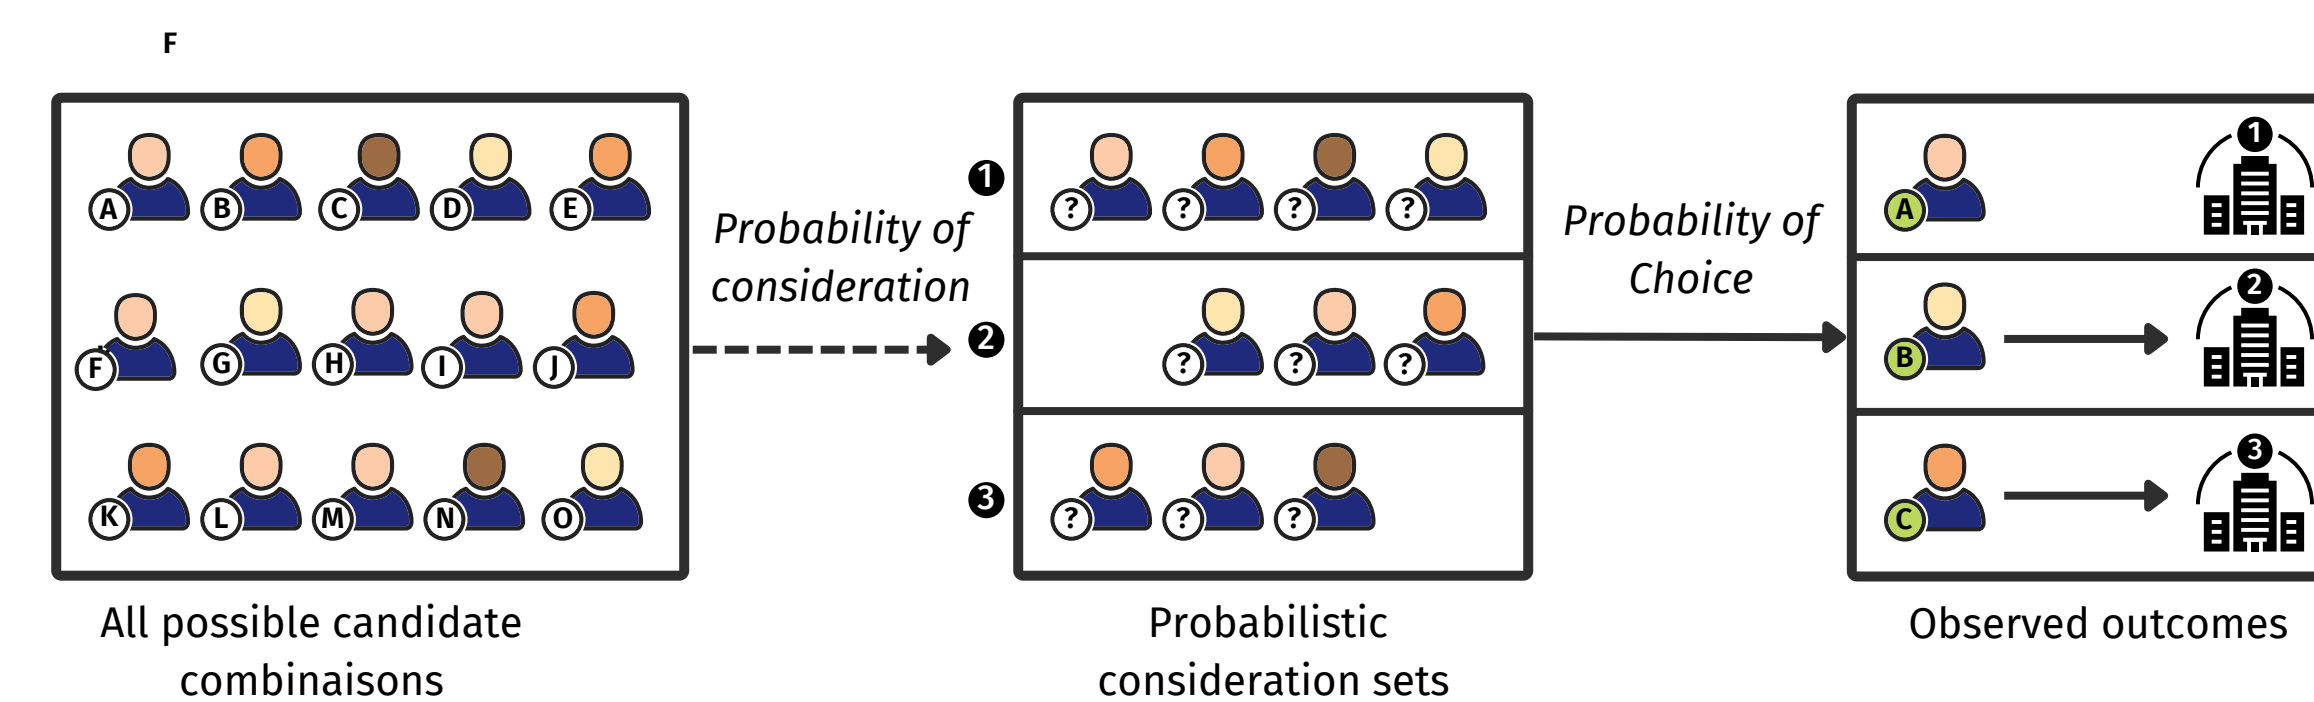 F
A B C D E
F G H I J
K L M N O
All possible candidate
combinaisons
Probability of
consideration
1
? ? ? ?
2
? ? ?
3
? ? ?
Probabilistic
consideration sets
Probability of
Choice
A 1
B 2
C 3
Observed outcomes